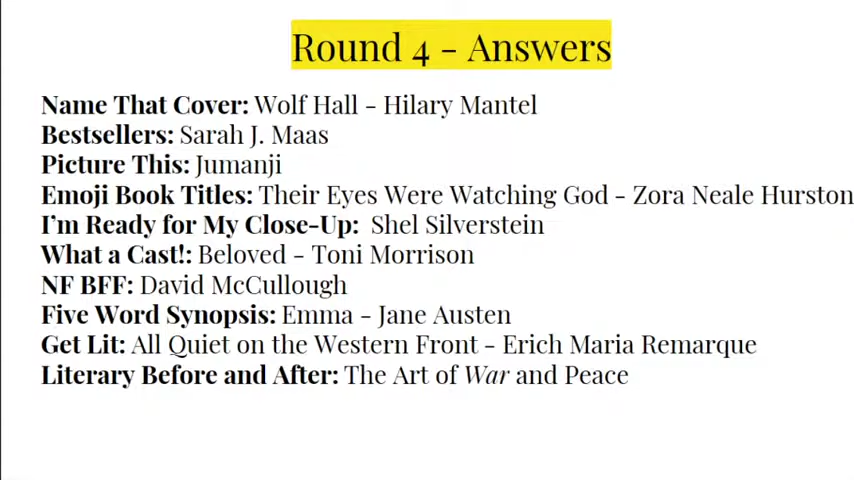 Round 4 - Answers
Name That Cover: Wolf Hall - Hilary Mantel
Bestsellers: Sarah J. Maas
Picture This: Jumanji
Emoji Book Titles: Their Eyes Were Watching God - Zora Neale Hurston
I'm Ready for My Close-Up: Shel Silverstein
What a Cast!: Beloved - Toni Morrison
NF BFF: David McCullough
Five Word Synopsis: Emma - Jane Austen
Get Lit: All Quiet on the Western Front - Erich Maria Remarque
Literary Before and After: The Art of War and Peace